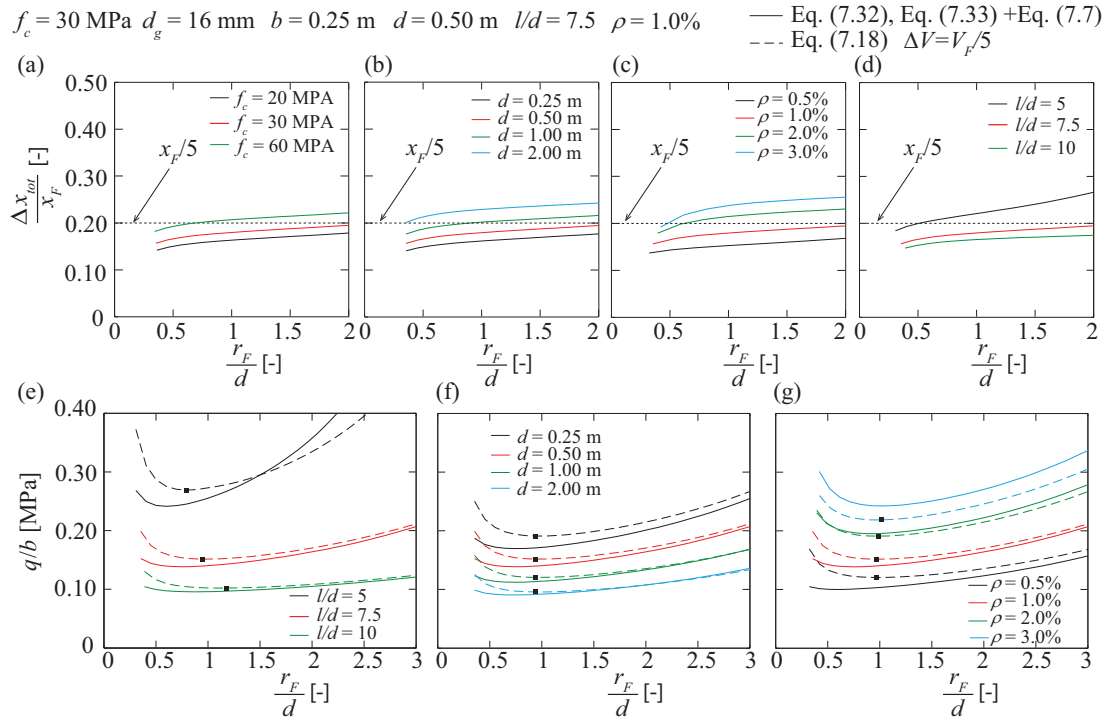 f_c = 30 MPa d_g = 16 mm b = 0.25 m d = 0.50 m l/d = 7.5 ρ = 1.0%
Eq. (7.32), Eq. (7.33) +Eq. (7.7)
Eq. (7.18) ΔV=V_F/5
(a)
0.50
0.40
0.30
0.20
0.10
0
Δx_tot
x_F
[-]
f_c = 20 MPA
f_c = 30 MPA
f_c = 60 MPA
x_F/5
0 0.5 1 1.5 2
r_F
d
[-]
(b)
d = 0.25 m
d = 0.50 m
d = 1.00 m
d = 2.00 m
x_F/5
0 0.5 1 1.5 2
r_F
d
[-]
(c)
ρ = 0.5%
ρ = 1.0%
ρ = 2.0%
ρ = 3.0%
x_F/5
0 0.5 1 1.5 2
r_F
d
[-]
(d)
l/d = 5
l/d = 7.5
l/d = 10
x_F/5
0 0.5 1 1.5 2
r_F
d
[-]
(e)
0.40
0.30
0.20
0.10
0
q/b [MPa]
l/d = 5
l/d = 7.5
l/d = 10
0 0.5 1 1.5 2 2.5 3
r_F
d
[-]
(f)
d = 0.25 m
d = 0.50 m
d = 1.00 m
d = 2.00 m
0 0.5 1 1.5 2 2.5 3
r_F
d
[-]
(g)
ρ = 0.5%
ρ = 1.0%
ρ = 2.0%
ρ = 3.0%
0 0.5 1 1.5 2 2.5 3
r_F
d
[-]